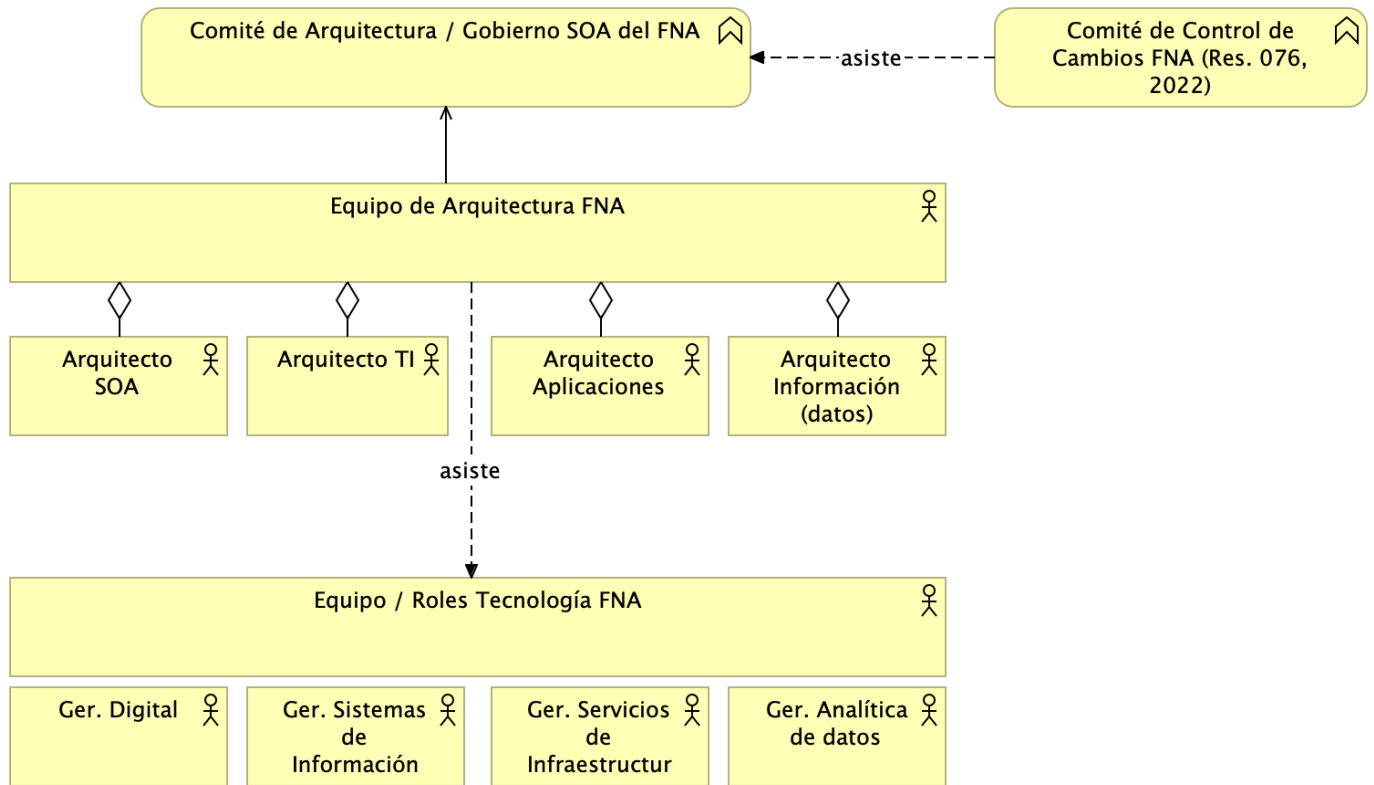 Comité de Arquitectura / Gobierno SOA del FNA
asiste
Comité de Control de
Cambios FNA (Res. 076,
2022)
Equipo de Arquitectura FNA
Arquitecto
SOA
Arquitecto TI
Arquitecto
Aplicaciones
Arquitecto
Información
(datos)
asiste
Equipo / Roles Tecnología FNA
Ger. Digital
Ger. Sistemas
de
Información
Ger. Servicios
de
Infraestructur
Ger. Analítica
de datos